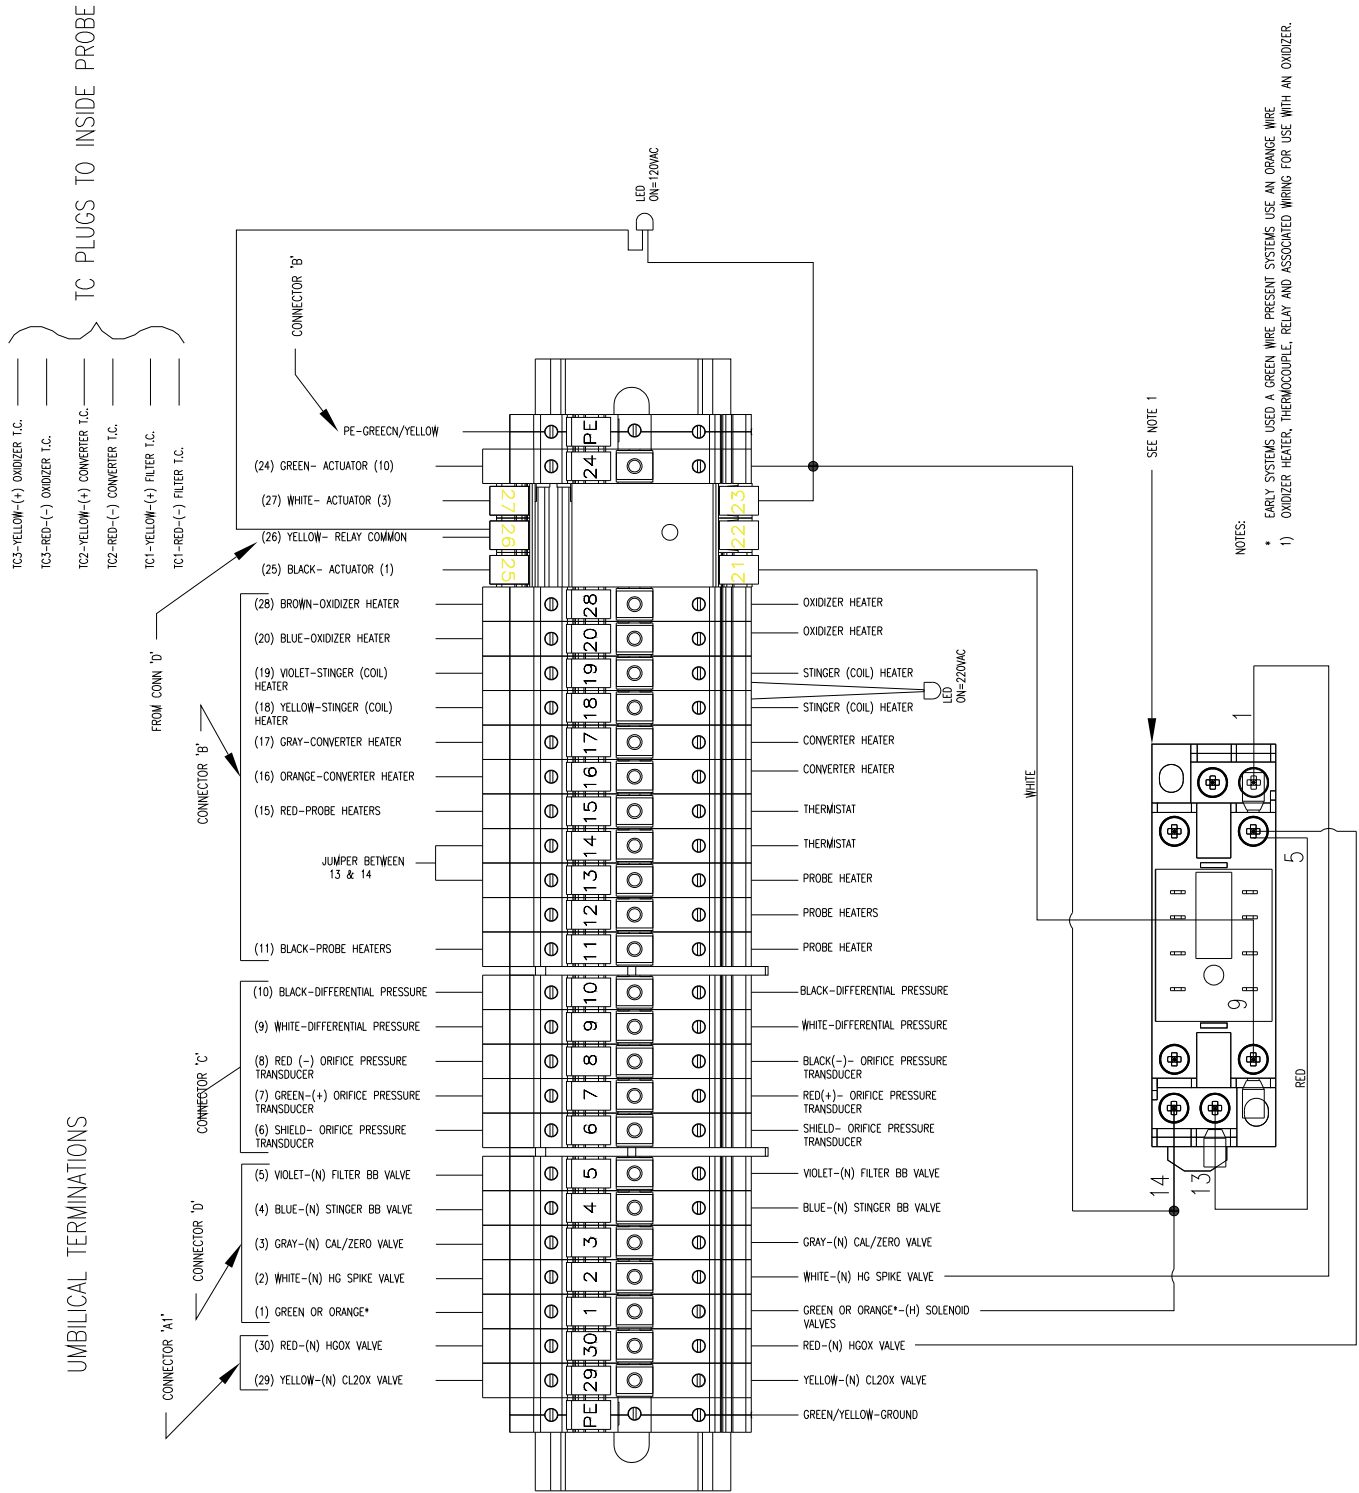 TC PLUGS TO INSIDE PROBE
TC3-YELLOW-(+) OXIDIZER T.C.
TC3-RED-(-) OXIDIZER T.C.
TC2-YELLOW-(+) CONVERTER T.C.
TC2-RED-(-) CONVERTER T.C.
TC1-YELLOW-(+) FILTER T.C.
TC1-RED-(-) FILTER T.C.
UMBILICAL TERMINATIONS
LED
ON=120VAC
CONNECTOR 'B'
FROM CONN 'D'
CONNECTOR 'B'
CONNECTOR 'C'
CONNECTOR 'D'
CONNECTOR 'A1'
PE-GREECN/YELLOW
(24) GREEN- ACTUATOR (10)
(27) WHITE- ACTUATOR (3)
(26) YELLOW- RELAY COMMON
(25) BLACK- ACTUATOR (1)
(28) BROWN-OXIDIZER HEATER
(20) BLUE-OXIDIZER HEATER
(19) VIOLET-STINGER (COIL)
HEATER
(18) YELLOW-STINGER (COIL)
HEATER
(17) GRAY-CONVERTER HEATER
(16) ORANGE-CONVERTER HEATER
(15) RED-PROBE HEATERS
JUMPER BETWEEN
13 & 14
(11) BLACK-PROBE HEATERS
(10) BLACK-DIFFERENTIAL PRESSURE
(9) WHITE-DIFFERENTIAL PRESSURE
(8) RED (-) ORIFICE PRESSURE
TRANSDUCER
(7) GREEN-(+) ORIFICE PRESSURE
TRANSDUCER
(6) SHIELD- ORIFICE PRESSURE
TRANSDUCER
(5) VIOLET-(N) FILTER BB VALVE
(4) BLUE-(N) STINGER BB VALVE
(3) GRAY-(N) CAL/ZERO VALVE
(2) WHITE-(N) HG SPIKE VALVE
(1) GREEN OR ORANGE*
(30) RED-(N) HGOX VALVE
(29) YELLOW-(N) CL2OX VALVE
PE
24
27
26
25
23
22
21
28
20
19
18
17
16
15
14
13
12
11
10
9
8
7
6
5
4
3
2
1
30
29
PE
OXIDIZER HEATER
OXIDIZER HEATER
STINGER (COIL) HEATER
STINGER (COIL) HEATER
LED
ON=220VAC
CONVERTER HEATER
CONVERTER HEATER
THERMISTAT
THERMISTAT
PROBE HEATER
PROBE HEATERS
PROBE HEATER
BLACK-DIFFERENTIAL PRESSURE
WHITE-DIFFERENTIAL PRESSURE
BLACK(-)- ORIFICE PRESSURE
TRANSDUCER
RED(+)- ORIFICE PRESSURE
TRANSDUCER
SHIELD- ORIFICE PRESSURE
TRANSDUCER
VIOLET-(N) FILTER BB VALVE
BLUE-(N) STINGER BB VALVE
GRAY-(N) CAL/ZERO VALVE
WHITE-(N) HG SPIKE VALVE
GREEN OR ORANGE*-(H) SOLENOID
VALVES
RED-(N) HGOX VALVE
YELLOW-(N) CL2OX VALVE
GREEN/YELLOW-GROUND
WHITE
SEE NOTE 1
1
5
9
RED
14
13
NOTES:
* EARLY SYSTEMS USED A GREEN WIRE PRESENT SYSTEMS USE AN ORANGE WIRE
1) OXIDIZER HEATER, THERMOCOUPLE, RELAY AND ASSOCIATED WIRING FOR USE WITH AN OXIDIZER.